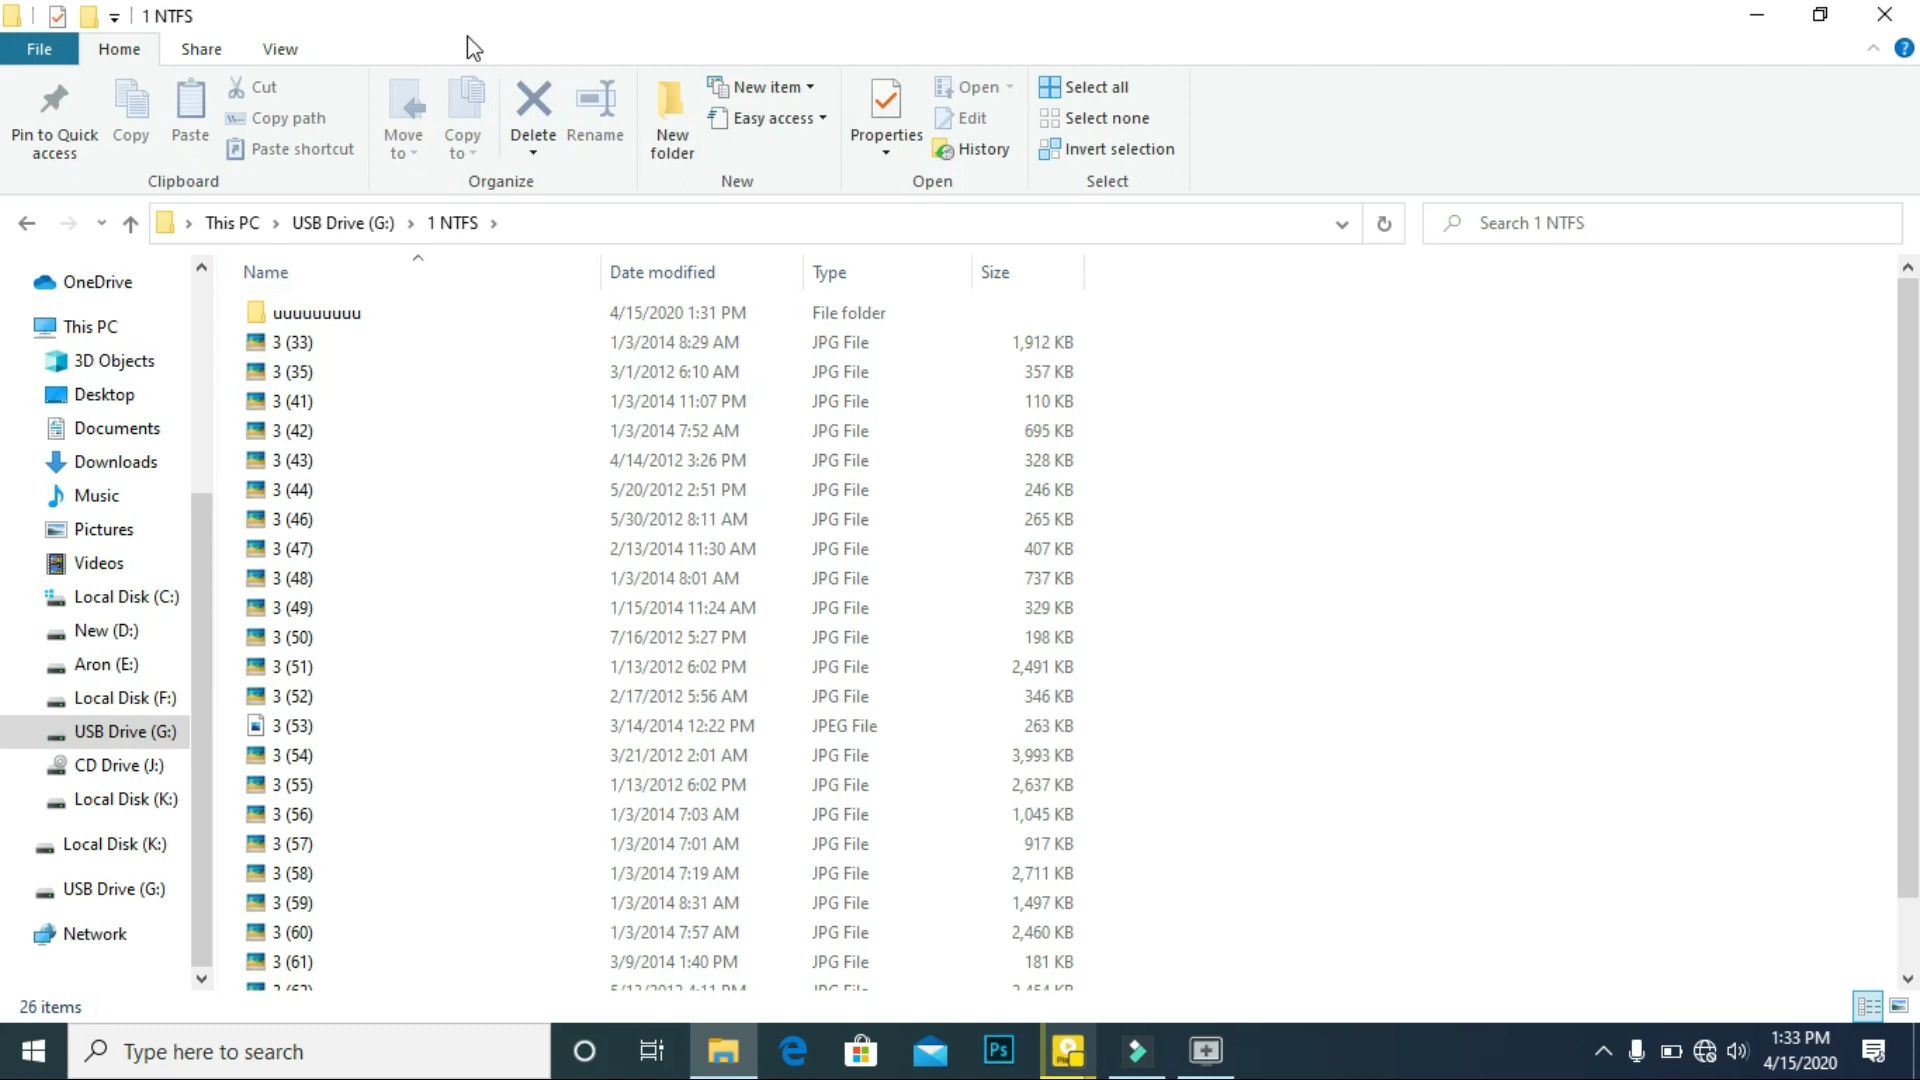 1 NTFS
File Home Share View
Pin to Quick access
Copy
Paste
Cut
Copy path
Paste shortcut
Clipboard
Move to
Copy to
Delete
Rename
Organize
New folder
New item
Easy access
New
Properties
Open
Edit
History
Open
Select all
Select none
Invert selection
Select
This PC USB Drive (G:) 1 NTFS
Search 1 NTFS
OneDrive
This PC
3D Objects
Desktop
Documents
Downloads
Music
Pictures
Videos
Local Disk (C:)
New (D:)
Aron (E:)
Local Disk (F:)
USB Drive (G:)
CD Drive (J:)
Local Disk (K:)
Local Disk (K:)
USB Drive (G:)
Network
Name Date modified Type Size
uuuuuuuuu 4/15/2020 1:31 PM File folder
3 (33) 1/3/2014 8:29 AM JPG File 1,912 KB
3 (35) 3/1/2012 6:10 AM JPG File 357 KB
3 (41) 1/3/2014 11:07 PM JPG File 110 KB
3 (42) 1/3/2014 7:52 AM JPG File 695 KB
3 (43) 4/14/2012 3:26 PM JPG File 328 KB
3 (44) 5/20/2012 2:51 PM JPG File 246 KB
3 (46) 5/30/2012 8:11 AM JPG File 265 KB
3 (47) 2/13/2014 11:30 AM JPG File 407 KB
3 (48) 1/3/2014 8:01 AM JPG File 737 KB
3 (49) 1/15/2014 11:24 AM JPG File 329 KB
3 (50) 7/16/2012 5:27 PM JPG File 198 KB
3 (51) 1/13/2012 6:02 PM JPG File 2,491 KB
3 (52) 2/17/2012 5:56 AM JPG File 346 KB
3 (53) 3/14/2014 12:22 PM JPEG File 263 KB
3 (54) 3/21/2012 2:01 AM JPG File 3,993 KB
3 (55) 1/13/2012 6:02 PM JPG File 2,637 KB
3 (56) 1/3/2014 7:03 AM JPG File 1,045 KB
3 (57) 1/3/2014 7:01 AM JPG File 917 KB
3 (58) 1/3/2014 7:19 AM JPG File 2,711 KB
3 (59) 1/3/2014 8:31 AM JPG File 1,497 KB
3 (60) 1/3/2014 7:57 AM JPG File 2,460 KB
3 (61) 3/9/2014 1:40 PM JPG File 181 KB
26 items
Type here to search
Ps
1:33 PM
4/15/2020